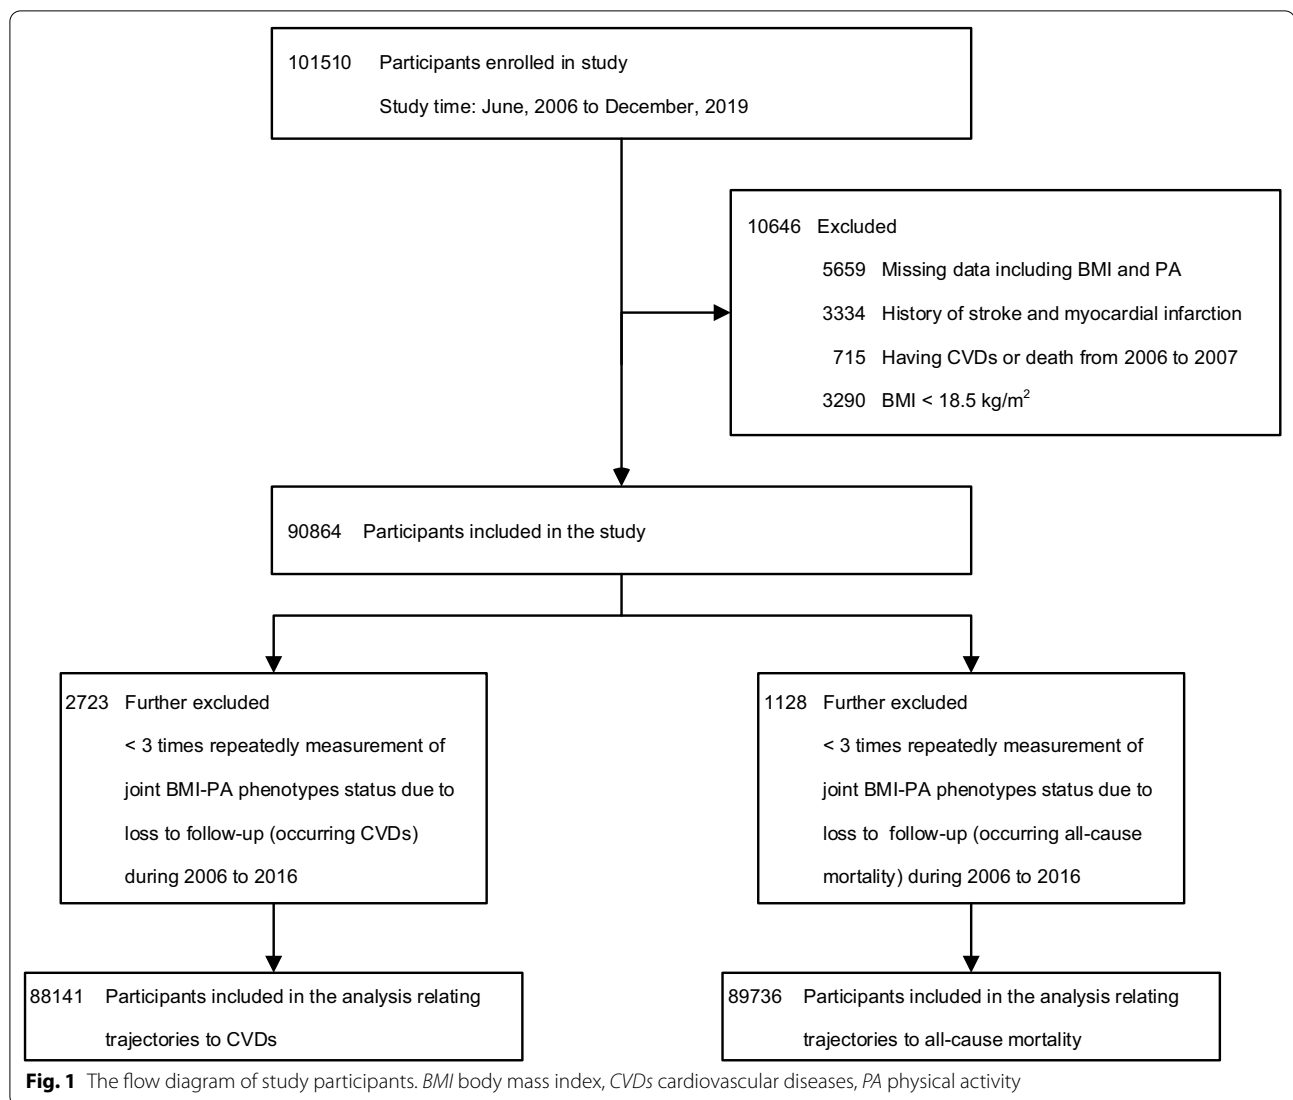 101510 Participants enrolled in study
Study time: June, 2006 to December, 2019
10646 Excluded
5659 Missing data including BMI and PA
3334 History of stroke and myocardial infarction
715 Having CVDs or death from 2006 to 2007
3290 BMI < 18.5 kg/m²
90864 Participants included in the study
2723 Further excluded
< 3 times repeatedly measurement of
joint BMI-PA phenotypes status due to
loss to follow-up (occurring CVDs)
during 2006 to 2016
1128 Further excluded
< 3 times repeatedly measurement of
joint BMI-PA phenotypes status due to
loss to follow-up (occurring all-cause
mortality) during 2006 to 2016
88141 Participants included in the analysis relating
trajectories to CVDs
89736 Participants included in the analysis relating
trajectories to all-cause mortality
Fig. 1 The flow diagram of study participants. BMI body mass index, CVDs cardiovascular diseases, PA physical activity